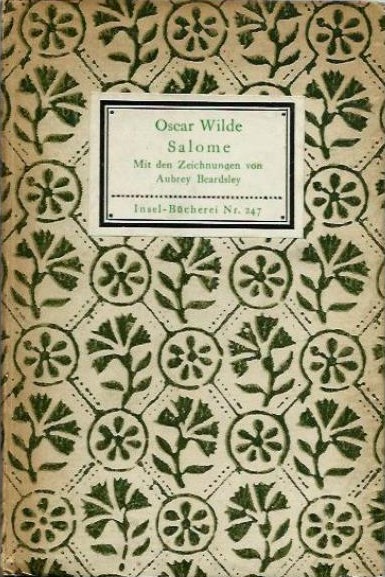 Oscar Wilde
Salome
Mit den Zeichnungen von
Aubrey Beardsley
Insel-Bücherei Nr. 247